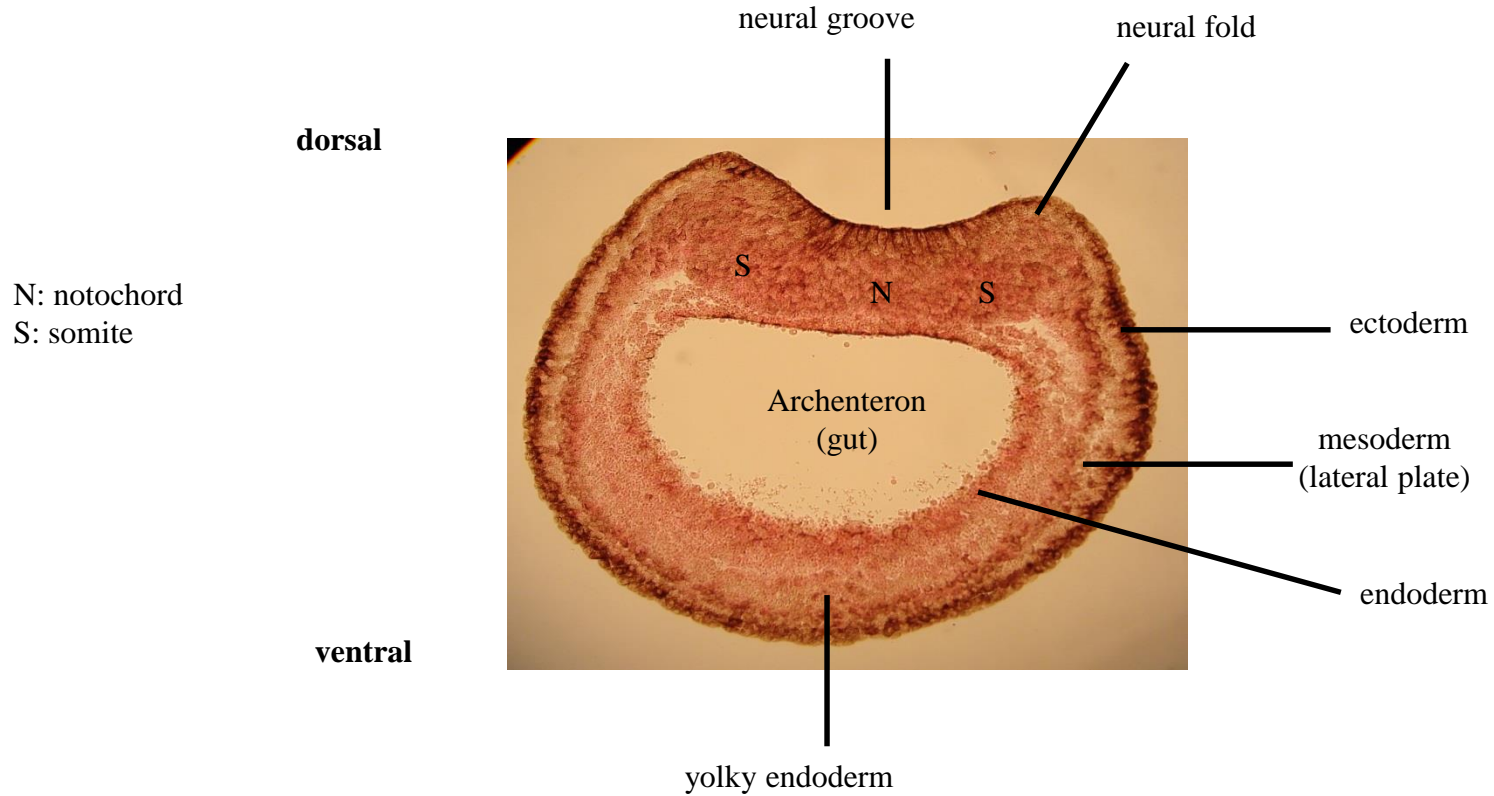 neural groove
neural fold
dorsal
S
N
S
N: notochord
S: somite
ectoderm
Archenteron
(gut)
mesoderm
(lateral plate)
endoderm
ventral
yolky endoderm